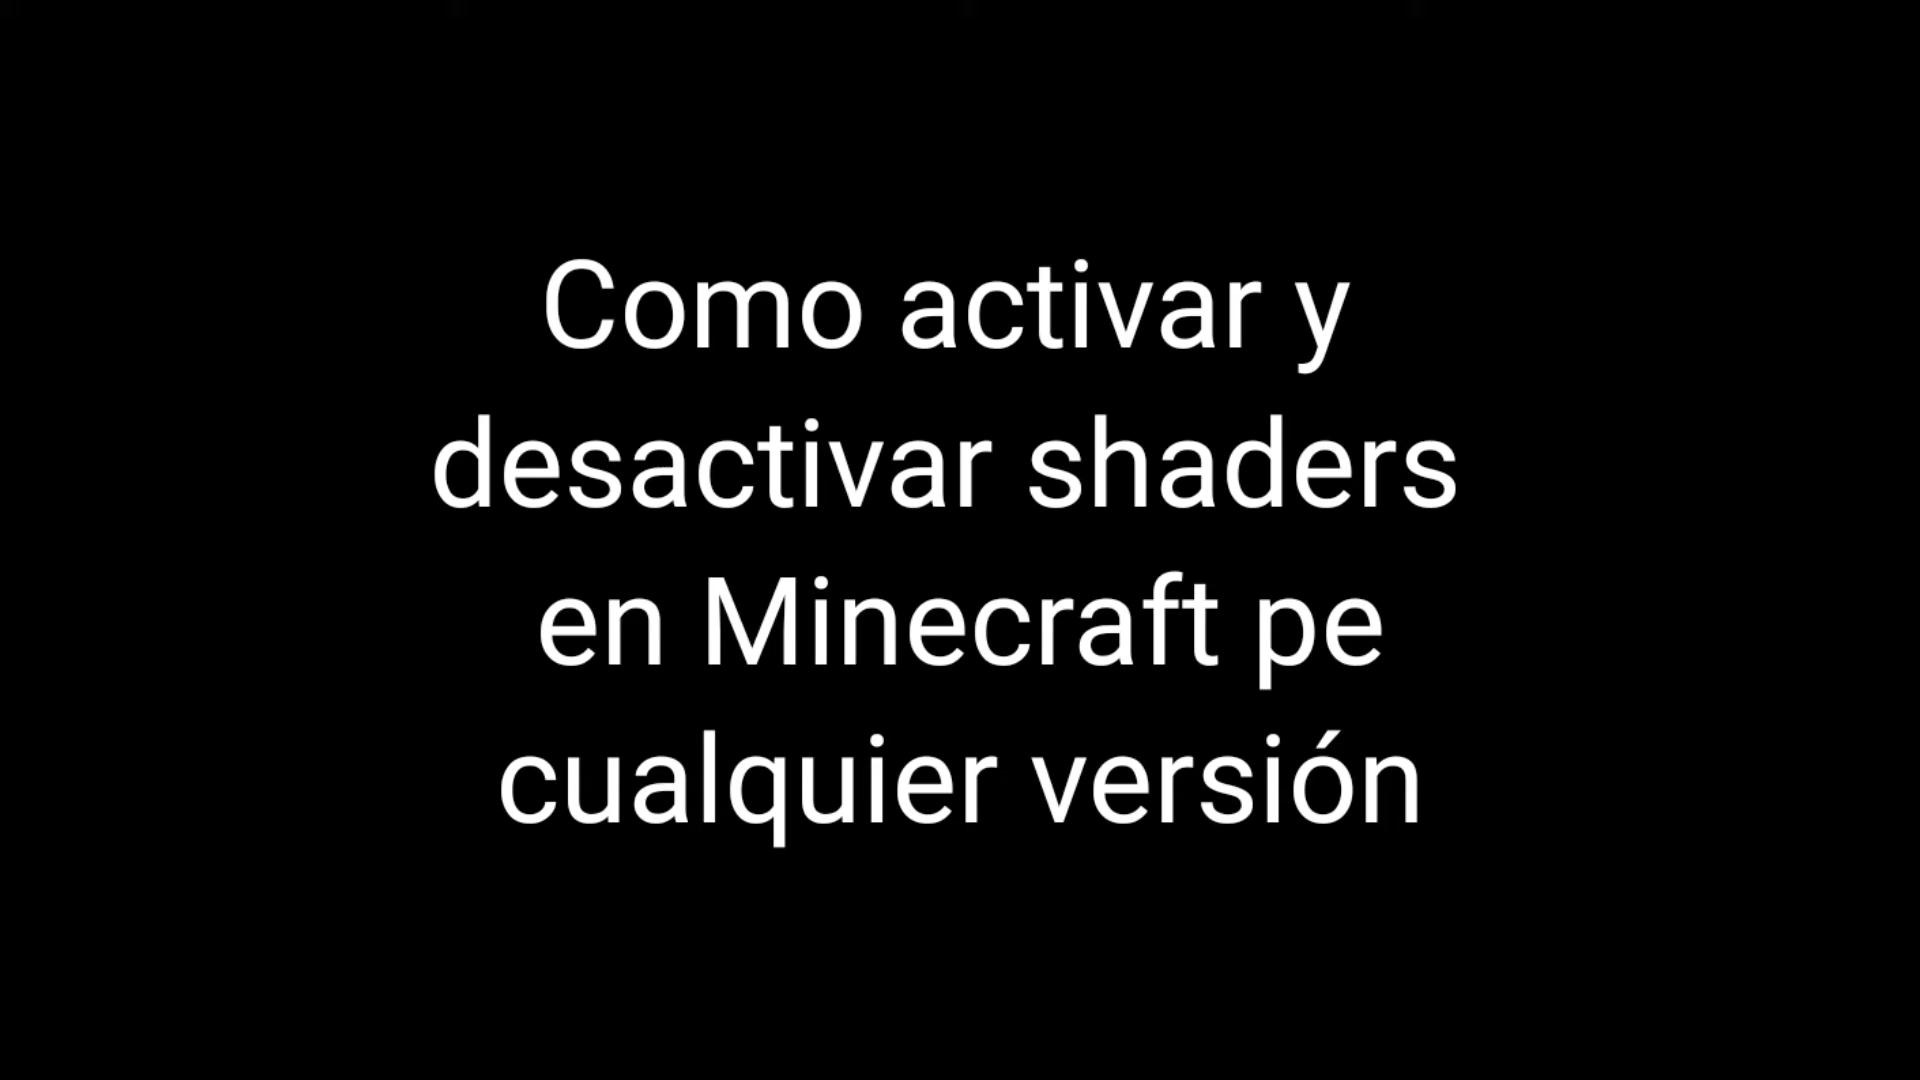 Como activar y
desactivar shaders
en Minecraft pe
cualquier versión